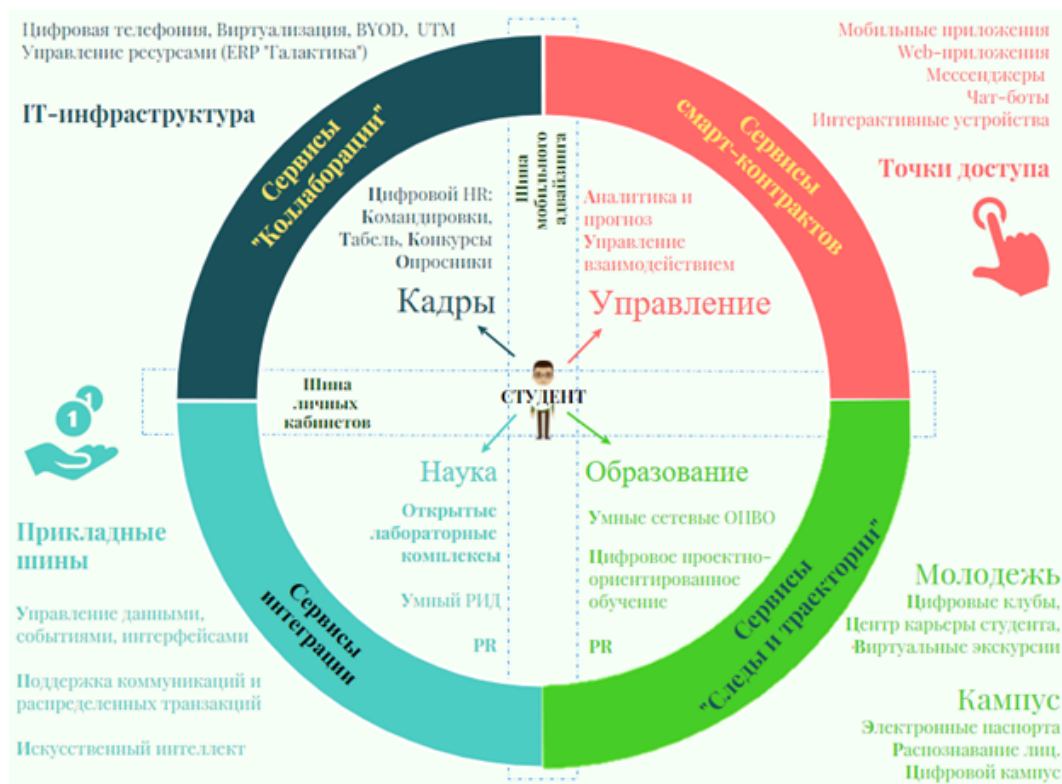 Цифровая телефония, Виртуализация, BYOD, UTM
Управление ресурсами (ERP "Галактика")
IT-инфраструктура
Мобильные приложения
Web-приложения
Мессенджеры
Чат-боты
Интерактивные устройства
Точки доступа
Сервисы
"Коллаборации"
Сервисы
смарт-контрактов
Шина
мобильного
адвайзинга
Цифровой HR:
Командировки,
Табель, Конкурсы
Опросники
Кадры
Аналитика и
прогноз
Управление
взаимодействием
Управление
Шина
личных
кабинетов
СТУДЕНТ
1
1
Наука
Открытые
лабораторные
комплексы
Умный РИД
PR
Образование
Умные сетевые ОПВО
Цифровое проектно-
ориентированное
обучение
PR
Прикладные
шины
Управление данными,
событиями, интерфейсами
Поддержка коммуникаций и
распределенных транзакций
Искусственный интеллект
Сервисы
интеграции
Сервисы
"Следы и траектории"
Молодежь
Цифровые клубы,
Центр карьеры студента,
Виртуальные экскурсии
Кампус
Электронные паспорта
Распознавание лиц.
Цифровой кампус